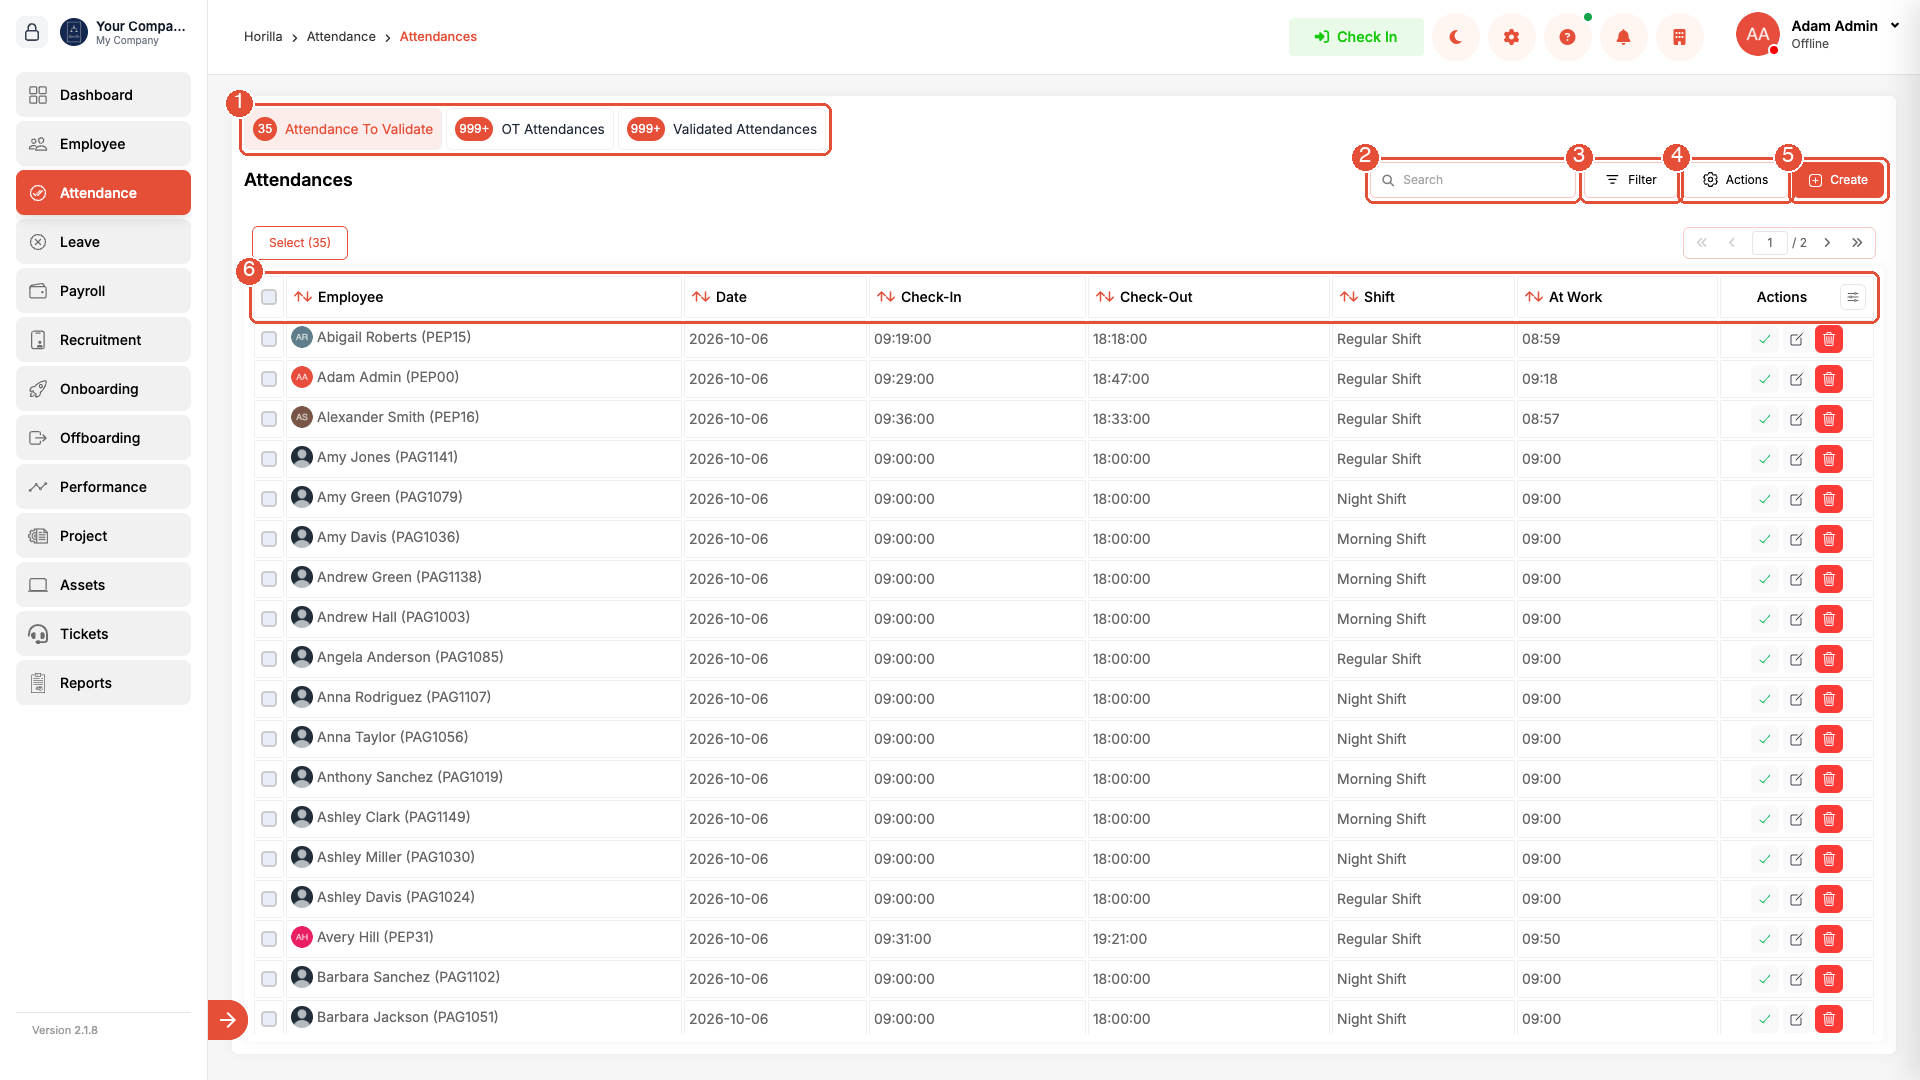 Your Compa...
My Company
Horilla > Attendance > Attendances
Check In
AA
Adam Admin
Offline
Dashboard
Employee
Attendance
Leave
Payroll
Recruitment
Onboarding
Offboarding
Performance
Project
Assets
Tickets
Reports
Version 2.1.8
1
35 Attendance To Validate
999+ OT Attendances
999+ Validated Attendances
Attendances
2 Search
3 Filter
4 Actions
5 Create
Select (35)
1 / 2
6
Employee Date Check-In Check-Out Shift At Work Actions
AR Abigail Roberts (PEP15) 2026-10-06 09:19:00 18:18:00 Regular Shift 08:59
AA Adam Admin (PEP00) 2026-10-06 09:29:00 18:47:00 Regular Shift 09:18
AS Alexander Smith (PEP16) 2026-10-06 09:36:00 18:33:00 Regular Shift 08:57
Amy Jones (PAG1141) 2026-10-06 09:00:00 18:00:00 Regular Shift 09:00
Amy Green (PAG1079) 2026-10-06 09:00:00 18:00:00 Night Shift 09:00
Amy Davis (PAG1036) 2026-10-06 09:00:00 18:00:00 Morning Shift 09:00
Andrew Green (PAG1138) 2026-10-06 09:00:00 18:00:00 Morning Shift 09:00
Andrew Hall (PAG1003) 2026-10-06 09:00:00 18:00:00 Morning Shift 09:00
Angela Anderson (PAG1085) 2026-10-06 09:00:00 18:00:00 Regular Shift 09:00
Anna Rodriguez (PAG1107) 2026-10-06 09:00:00 18:00:00 Night Shift 09:00
Anna Taylor (PAG1056) 2026-10-06 09:00:00 18:00:00 Night Shift 09:00
Anthony Sanchez (PAG1019) 2026-10-06 09:00:00 18:00:00 Morning Shift 09:00
Ashley Clark (PAG1149) 2026-10-06 09:00:00 18:00:00 Morning Shift 09:00
Ashley Miller (PAG1030) 2026-10-06 09:00:00 18:00:00 Night Shift 09:00
Ashley Davis (PAG1024) 2026-10-06 09:00:00 18:00:00 Regular Shift 09:00
AH Avery Hill (PEP31) 2026-10-06 09:31:00 19:21:00 Regular Shift 09:50
Barbara Sanchez (PAG1102) 2026-10-06 09:00:00 18:00:00 Night Shift 09:00
Barbara Jackson (PAG1051) 2026-10-06 09:00:00 18:00:00 Night Shift 09:00